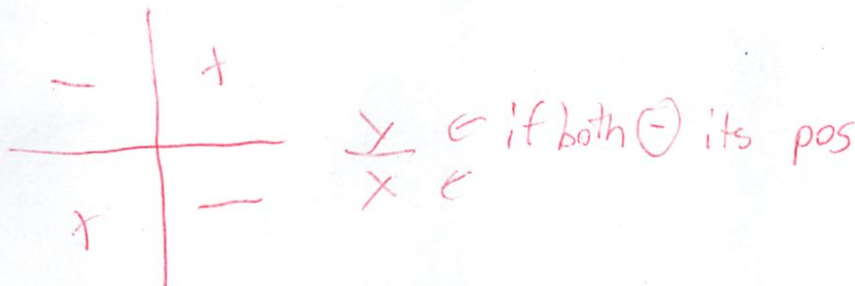 − +
+ −
y ← if both ⊖ its pos
x ←